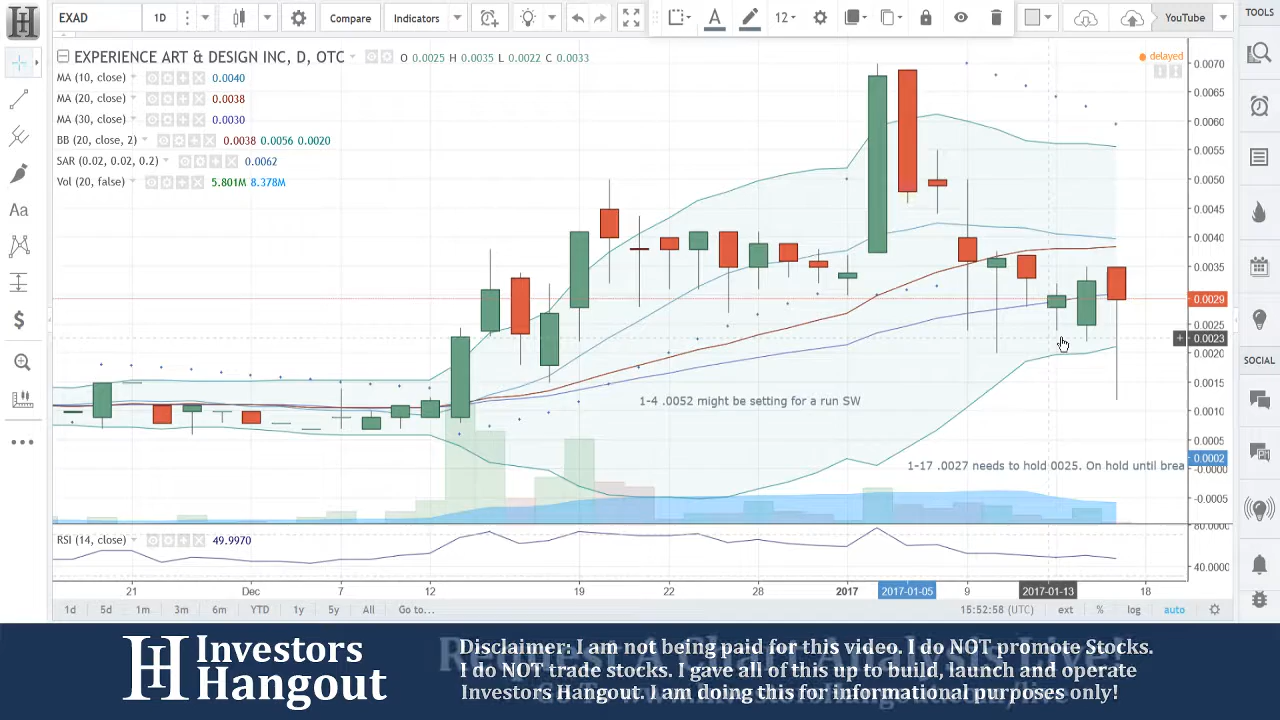 EXAD 1D Compare Indicators 12 YouTube TOOLS
EXPERIENCE ART & DESIGN INC, D, OTC O 0.0025 H 0.0035 L 0.0022 C 0.0033
delayed
MA (10, close) 0.0040
MA (20, close) 0.0038
MA (30, close) 0.0030
BB (20, close, 2) 0.0038 0.0056 0.0020
SAR (0.02, 0.02, 0.2) 0.0062
Vol (20, false) 5.801M 8.378M
0.0070
0.0065
0.0060
0.0055
0.0050
0.0045
0.0040
0.0035
0.0029
0.0025
0.0023
0.0020
0.0015
0.0010
0.0005
0.0002
-0.0000
-0.0005
Aa
$
SOCIAL
1-4 .0052 might be setting for a run SW
1-17 .0027 needs to hold 0025. On hold until brea
RSI (14, close) 49.9970
80.0000
40.0000
21 Dec 7 12 19 22 28 2017 2017-01-05 9 2017-01-13 18
1d 5d 1m 3m 6m YTD 1y 5y All Go to... 15:52:58 (UTC) ext % log auto
H Investors Hangout
Disclaimer: I am not being paid for this video. I do NOT promote Stocks.
I do NOT trade stocks. I gave all of this up to build, launch and operate
Investors Hangout. I am doing this for informational purposes only!